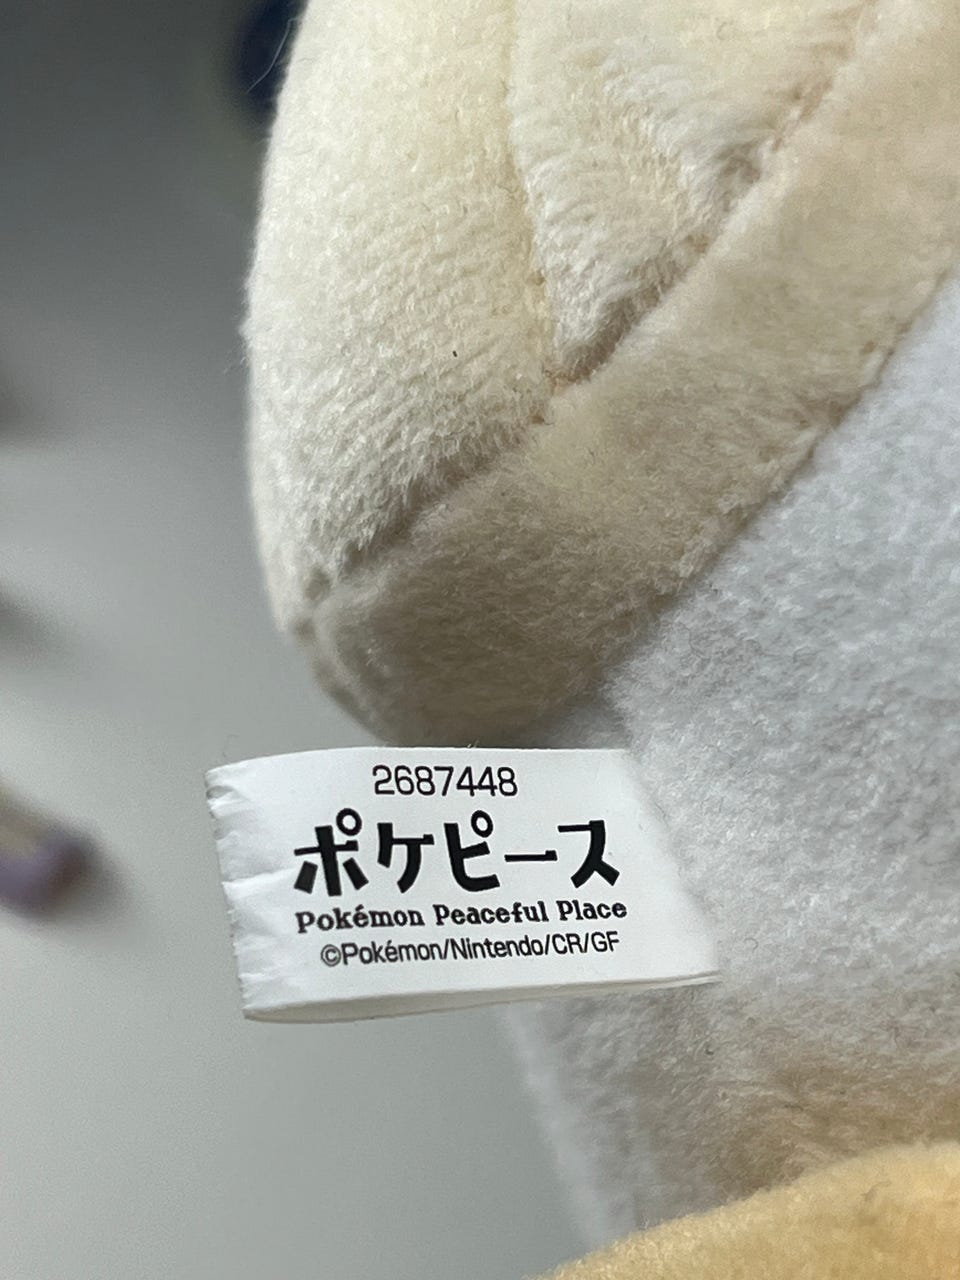 2687448
ポケピース
Pokémon Peaceful Place
©Pokémon/Nintendo/CR/GF